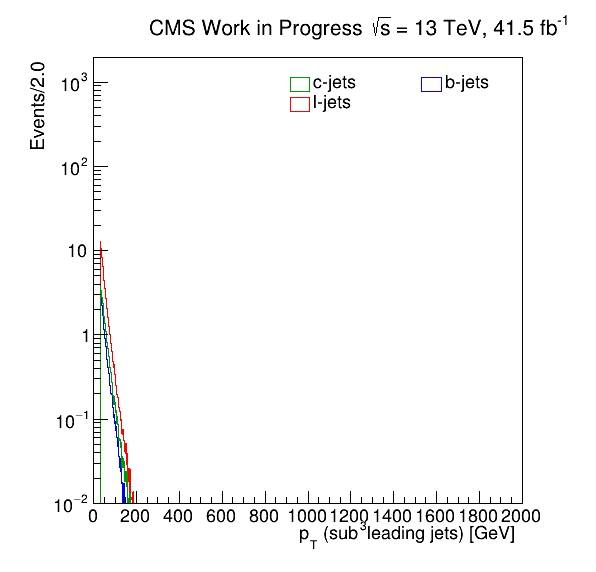 CMS Work in Progress √s = 13 TeV, 41.5 fb⁻¹
Events/2.0
c-jets
b-jets
l-jets
10³
10²
10
1
10⁻¹
10⁻²
0 200 400 600 800 1000 1200 1400 1600 1800 2000
p_T (sub³leading jets) [GeV]